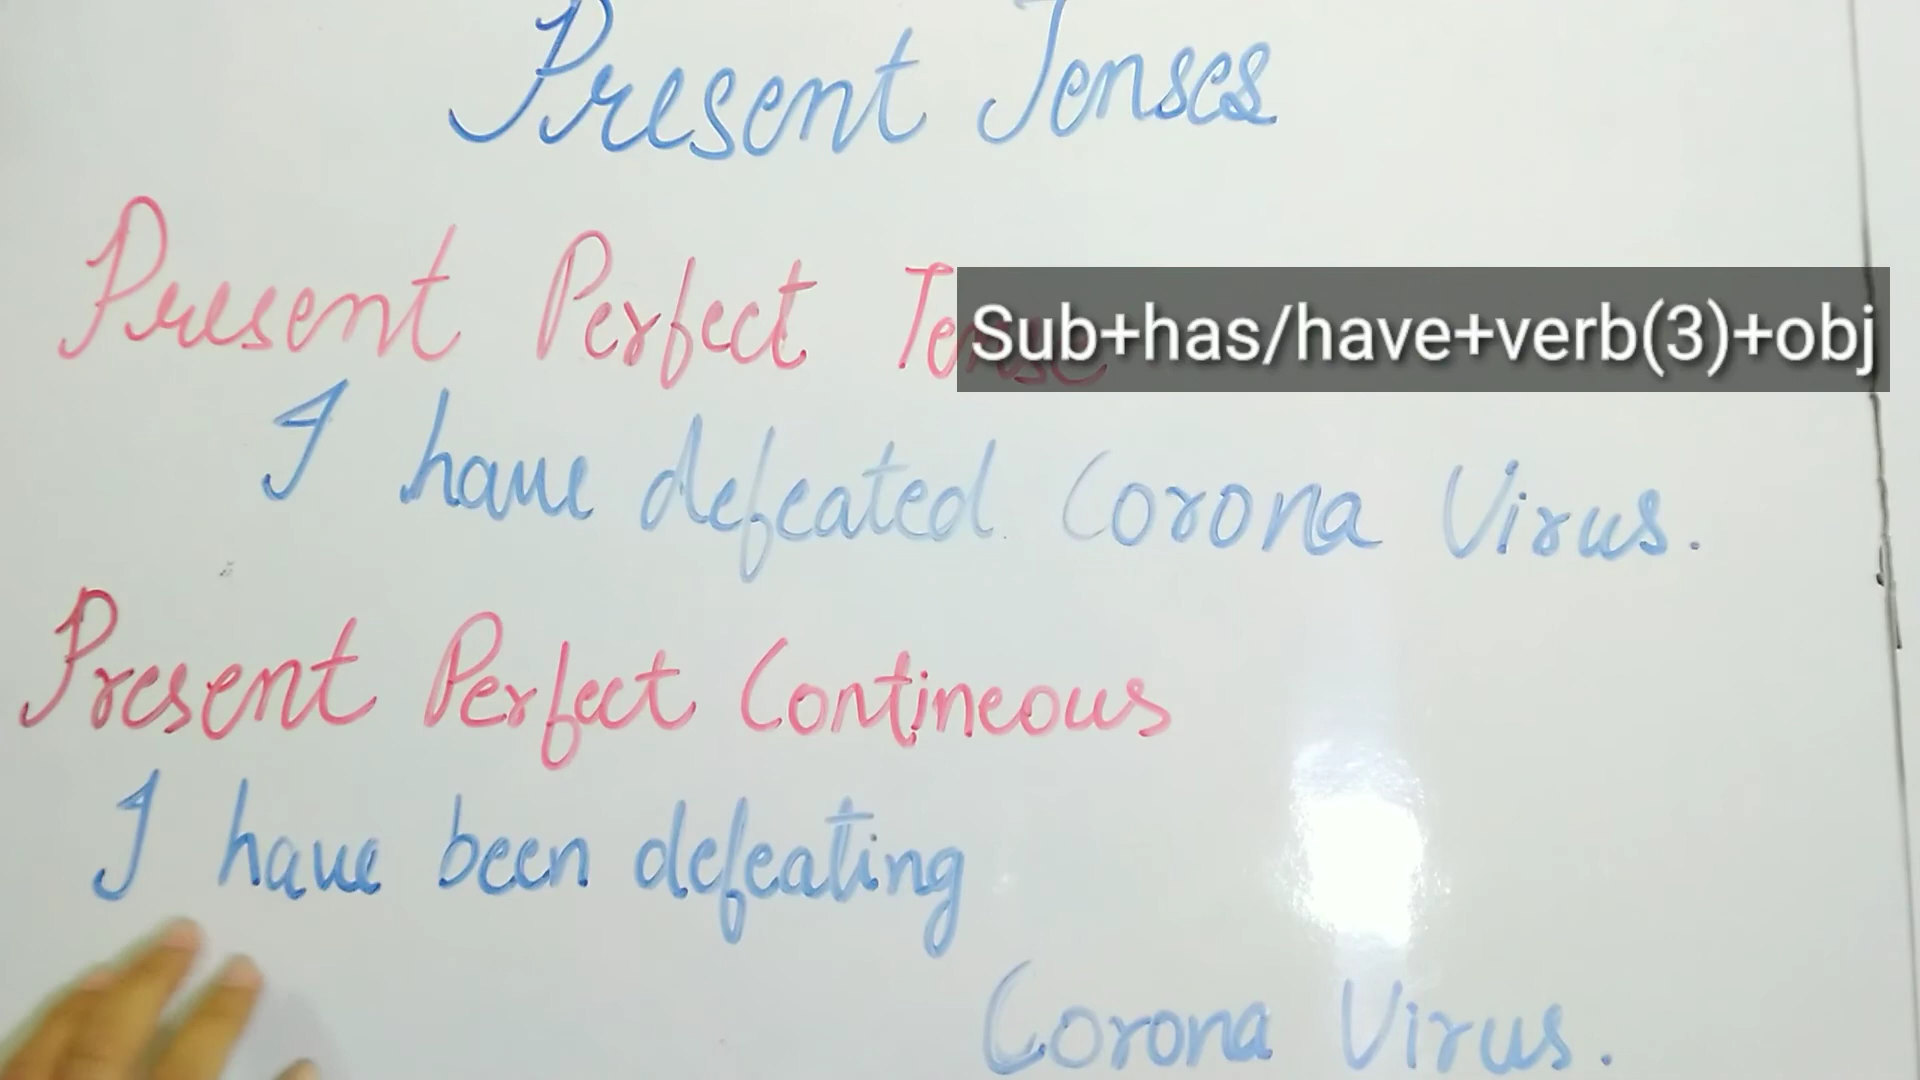 Present Tenses
Present Perfect Tense
Sub+has/have+verb(3)+obj
I have defeated Corona Virus.
Present Perfect Contineous
I have been defeating
Corona Virus.